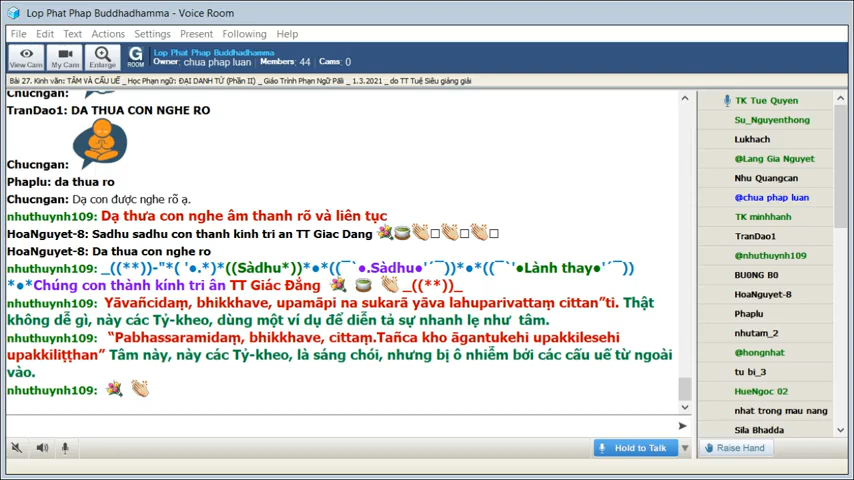 Lop Phat Phap Buddhadhamma - Voice Room
File Edit Text Actions Settings Present Following Help
View Cam My Cam Enlarge G ROOM
Lop Phat Phap Buddhadhamma
Owner: chua phap luan ; Members: 44 Cams: 0
Bài 27. Kinh văn: TÂM VÀ CẤU UẾ _ Học Phạn ngữ: ĐẠI DANH TỪ (Phần II) _ Giáo Trình Phạn Ngữ Pāli _ 1.3.2021 _ do TT Tuệ Siêu giảng giải
Chucngan:
TranDao1: DA THUA CON NGHE RO
Chucngan:
Phaplu: da thua ro
Chucngan: Dạ con được nghe rõ ạ.
nhuthuynh109: Dạ thưa con nghe âm thanh rõ và liên tục
HoaNguyet-8: Sadhu sadhu con thanh kinh tri an TT Giac Dang
HoaNguyet-8: Da thua con nghe ro
nhuthuynh109: _((**))-"*( '●.*)*((Sàdhu*))*●*((¯`●.Sàdhu●'´¯))*●*((¯`'●Lành thay●'´¯))
*●*Chúng con thành kính tri ân TT Giác Đẳng _((**))_
nhuthuynh109: Yāvañcidaṃ, bhikkhave, upamāpi na sukarā yāva lahuparivattaṃ cittan”ti. Thật
không dễ gì, này các Tỷ-kheo, dùng một ví dụ để diễn tả sự nhanh lẹ như tâm.
nhuthuynh109: “Pabhassaramidaṃ, bhikkhave, cittaṃ.Tañca kho āgantukehi upakkilesehi
upakkiliṭṭhan” Tâm này, này các Tỷ-kheo, là sáng chói, nhưng bị ô nhiễm bởi các cấu uế từ ngoài
vào.
nhuthuynh109:
Hold to Talk
TK Tue Quyen
Su_Nguyenthong
Lukhach
@Lang Gia Nguyet
Nhu Quangcan
@chua phap luan
TK minhhanh
TranDao1
@nhuthuynh109
BU0NG B0
HoaNguyet-8
Phaplu
nhutam_2
@hongnhat
tu bi_3
HueNgoc 02
nhat trong mau nang
Sila Bhadda
Raise Hand